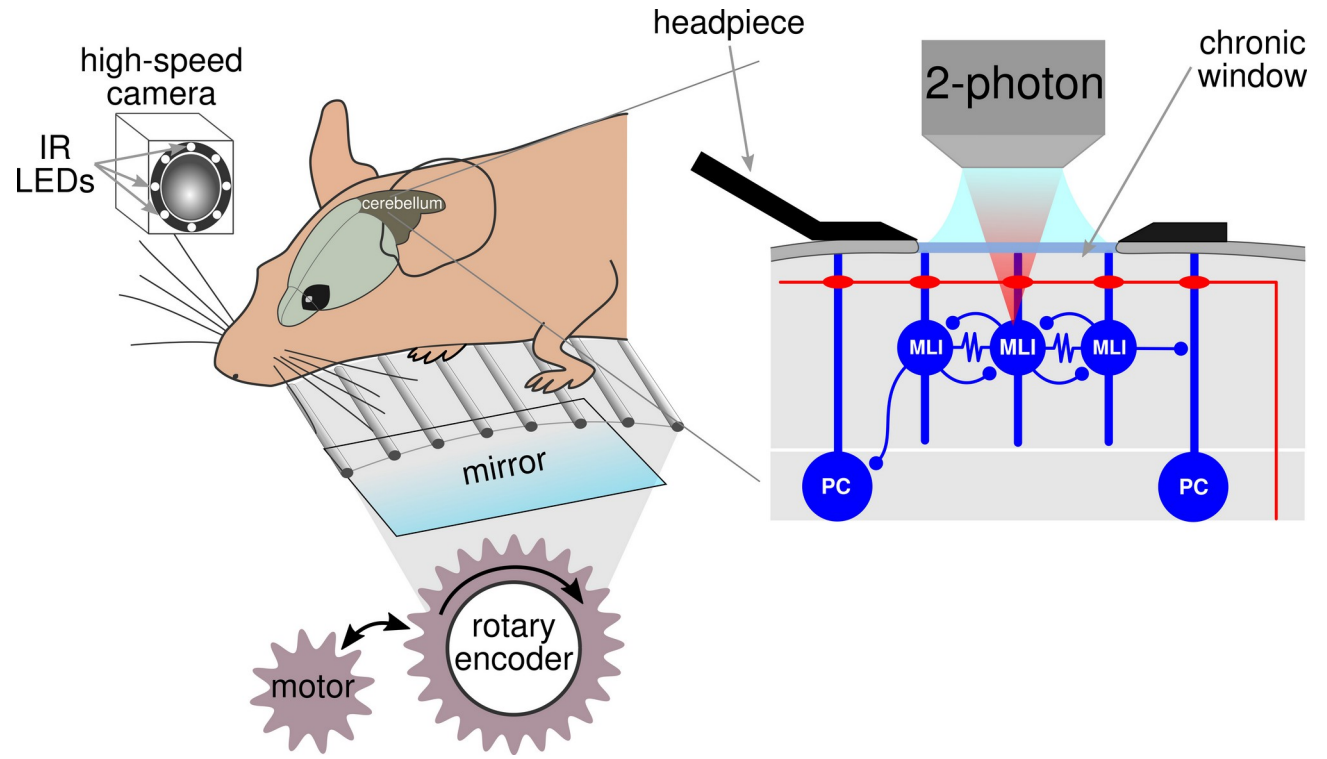 high-speed
camera
IR
LEDs
cerebellum
mirror
rotary
encoder
motor
headpiece
2-photon
chronic
window
MLI
MLI
MLI
PC
PC